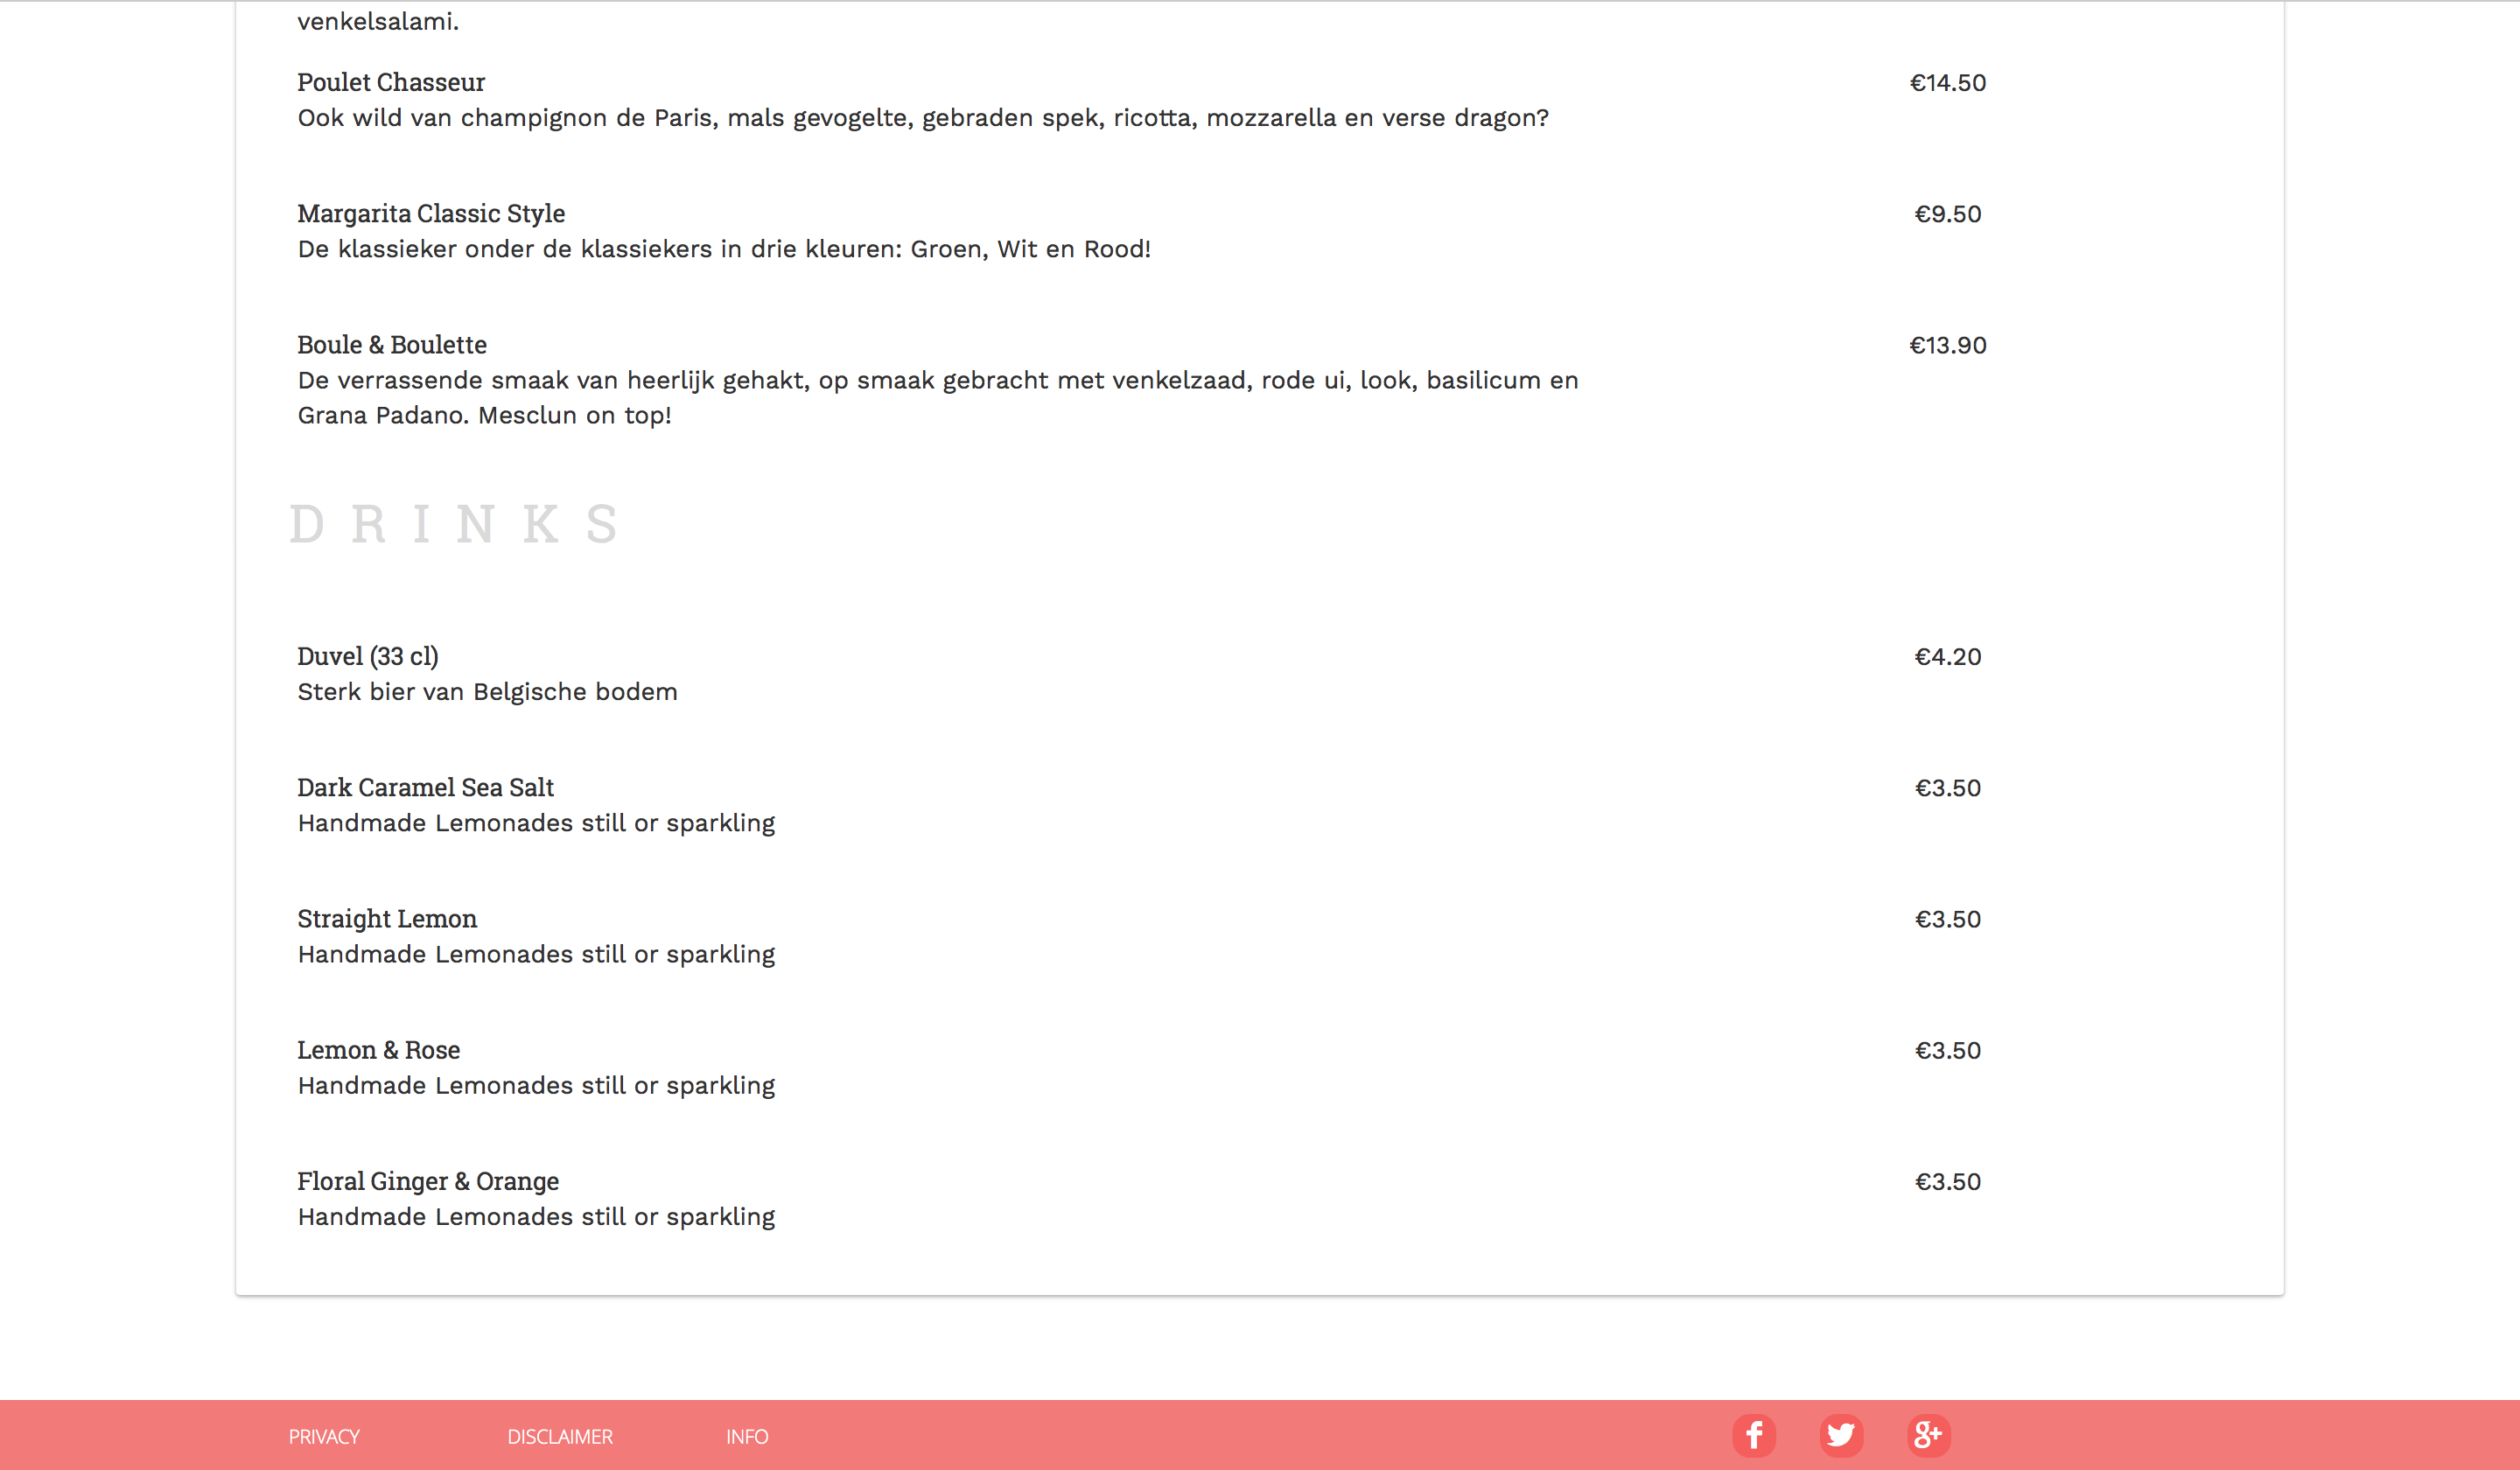 venkelsalami.
Poulet Chasseur €14.50
Ook wild van champignon de Paris, mals gevogelte, gebraden spek, ricotta, mozzarella en verse dragon?
Margarita Classic Style €9.50
De klassieker onder de klassiekers in drie kleuren: Groen, Wit en Rood!
Boule & Boulette €13.90
De verrassende smaak van heerlijk gehakt, op smaak gebracht met venkelzaad, rode ui, look, basilicum en
Grana Padano. Mesclun on top!
DRINKS
Duvel (33 cl) €4.20
Sterk bier van Belgische bodem
Dark Caramel Sea Salt €3.50
Handmade Lemonades still or sparkling
Straight Lemon €3.50
Handmade Lemonades still or sparkling
Lemon & Rose €3.50
Handmade Lemonades still or sparkling
Floral Ginger & Orange €3.50
Handmade Lemonades still or sparkling
PRIVACY DISCLAIMER INFO f g+